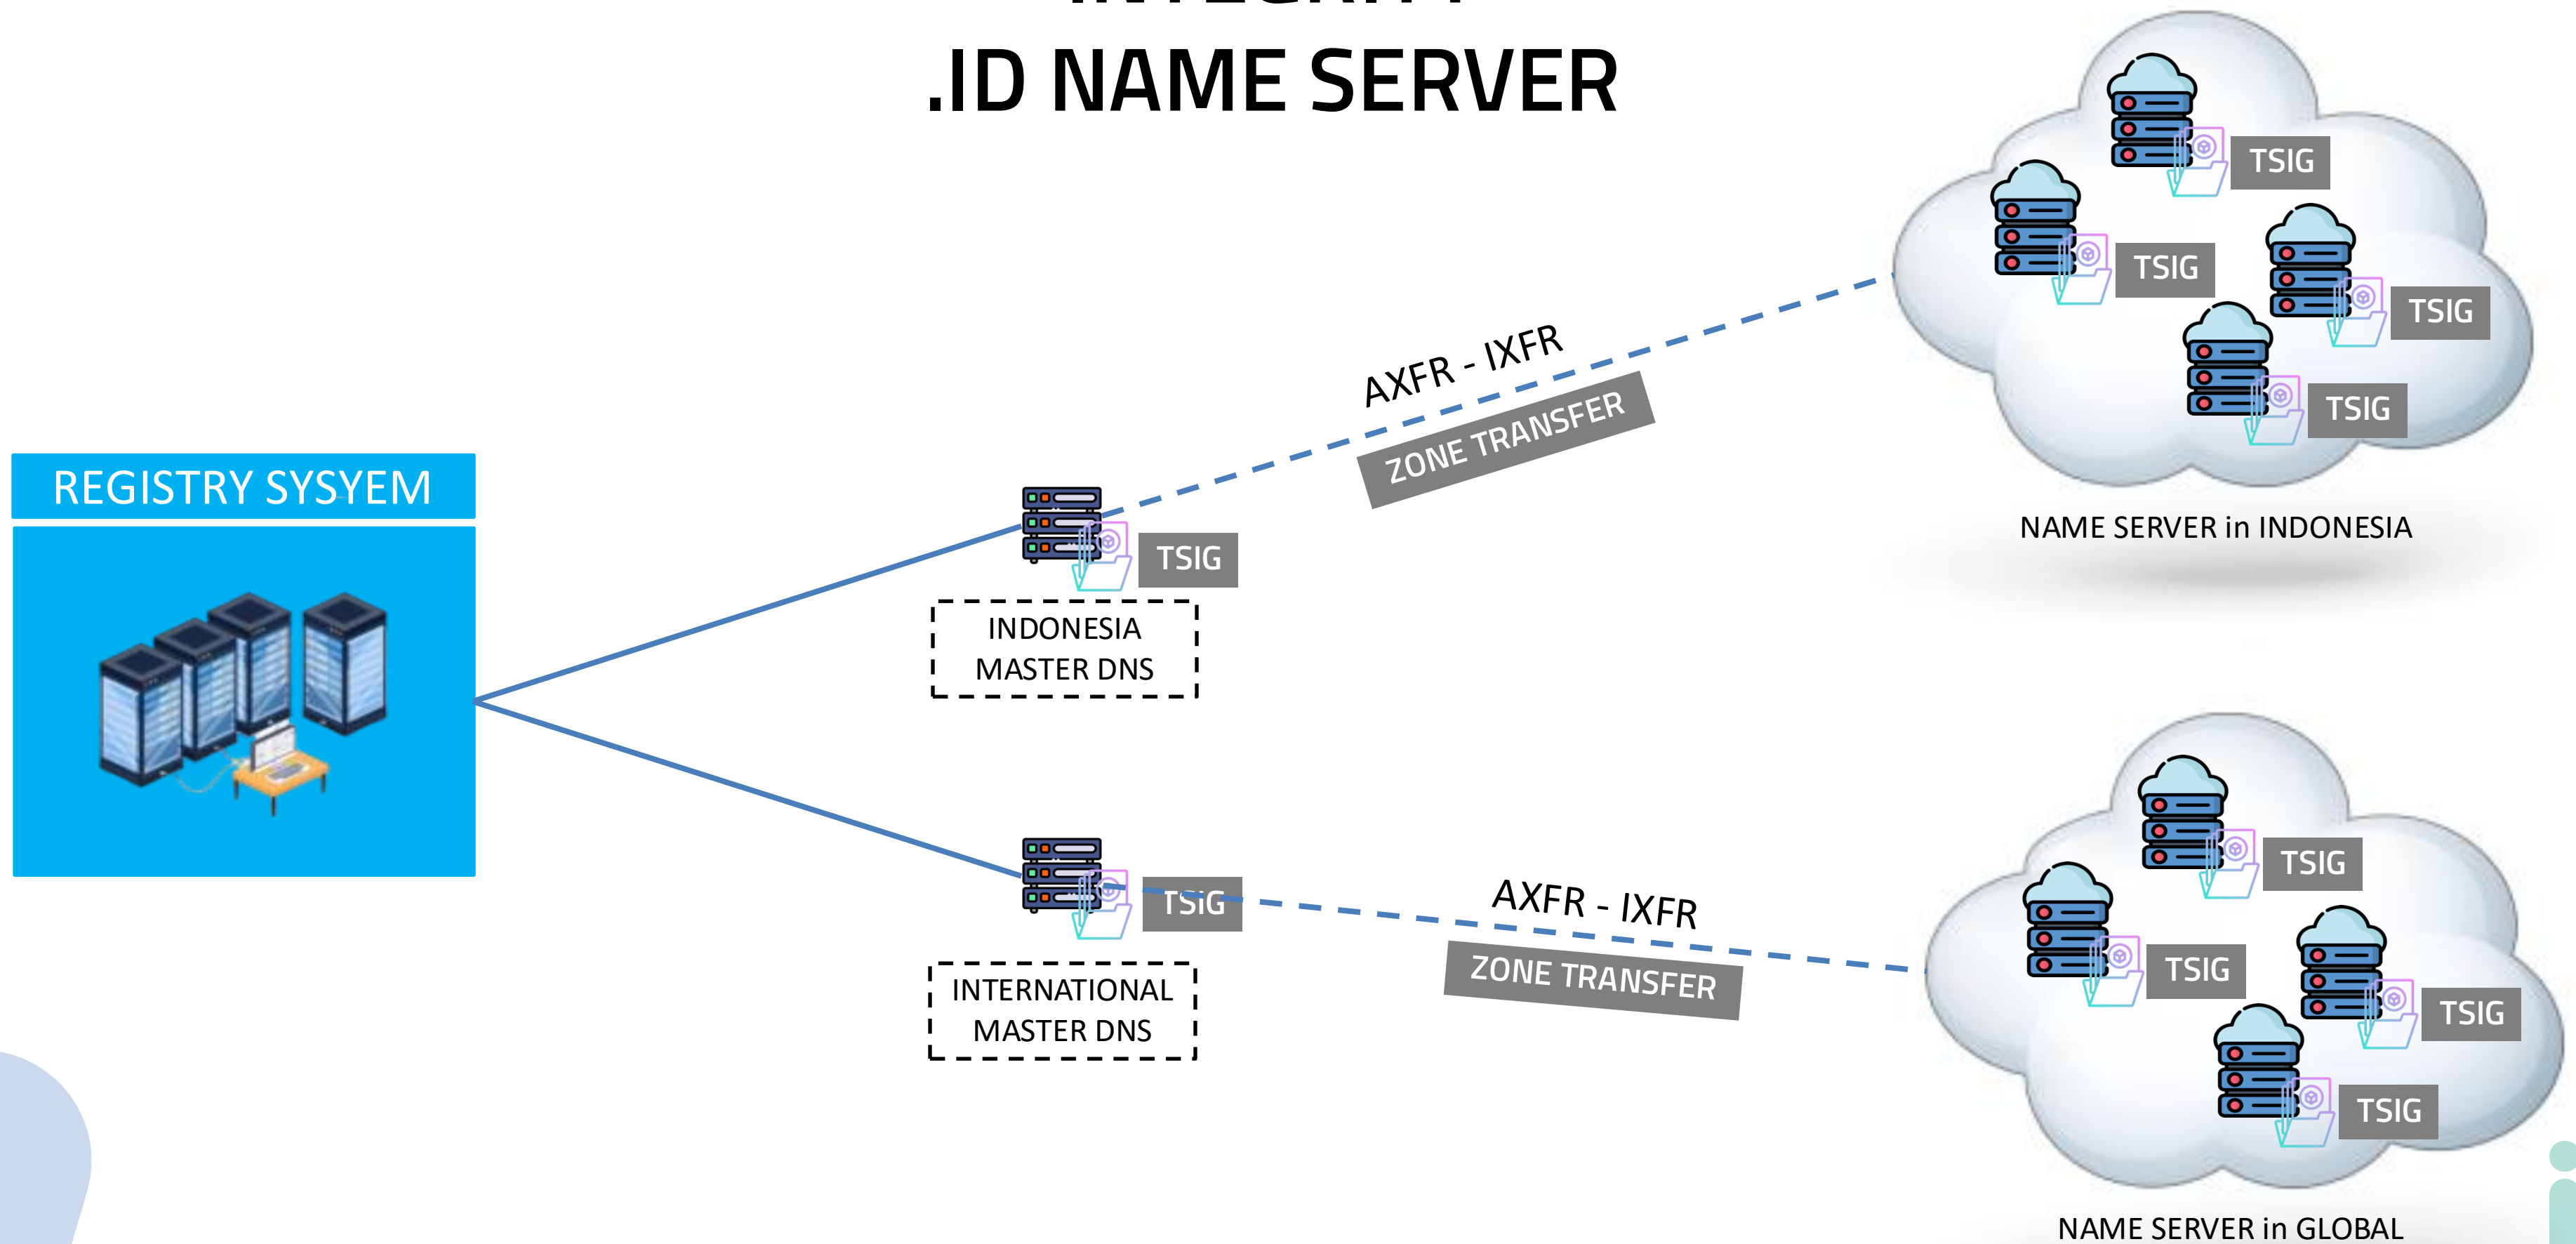 INTEGRITY
.ID NAME SERVER
TSIG
TSIG
TSIG
TSIG
NAME SERVER in INDONESIA
AXFR - IXFR
ZONE TRANSFER
REGISTRY SYSYEM
TSIG
INDONESIA
MASTER DNS
TSIG
INTERNATIONAL
MASTER DNS
AXFR - IXFR
ZONE TRANSFER
TSIG
TSIG
TSIG
TSIG
NAME SERVER in GLOBAL